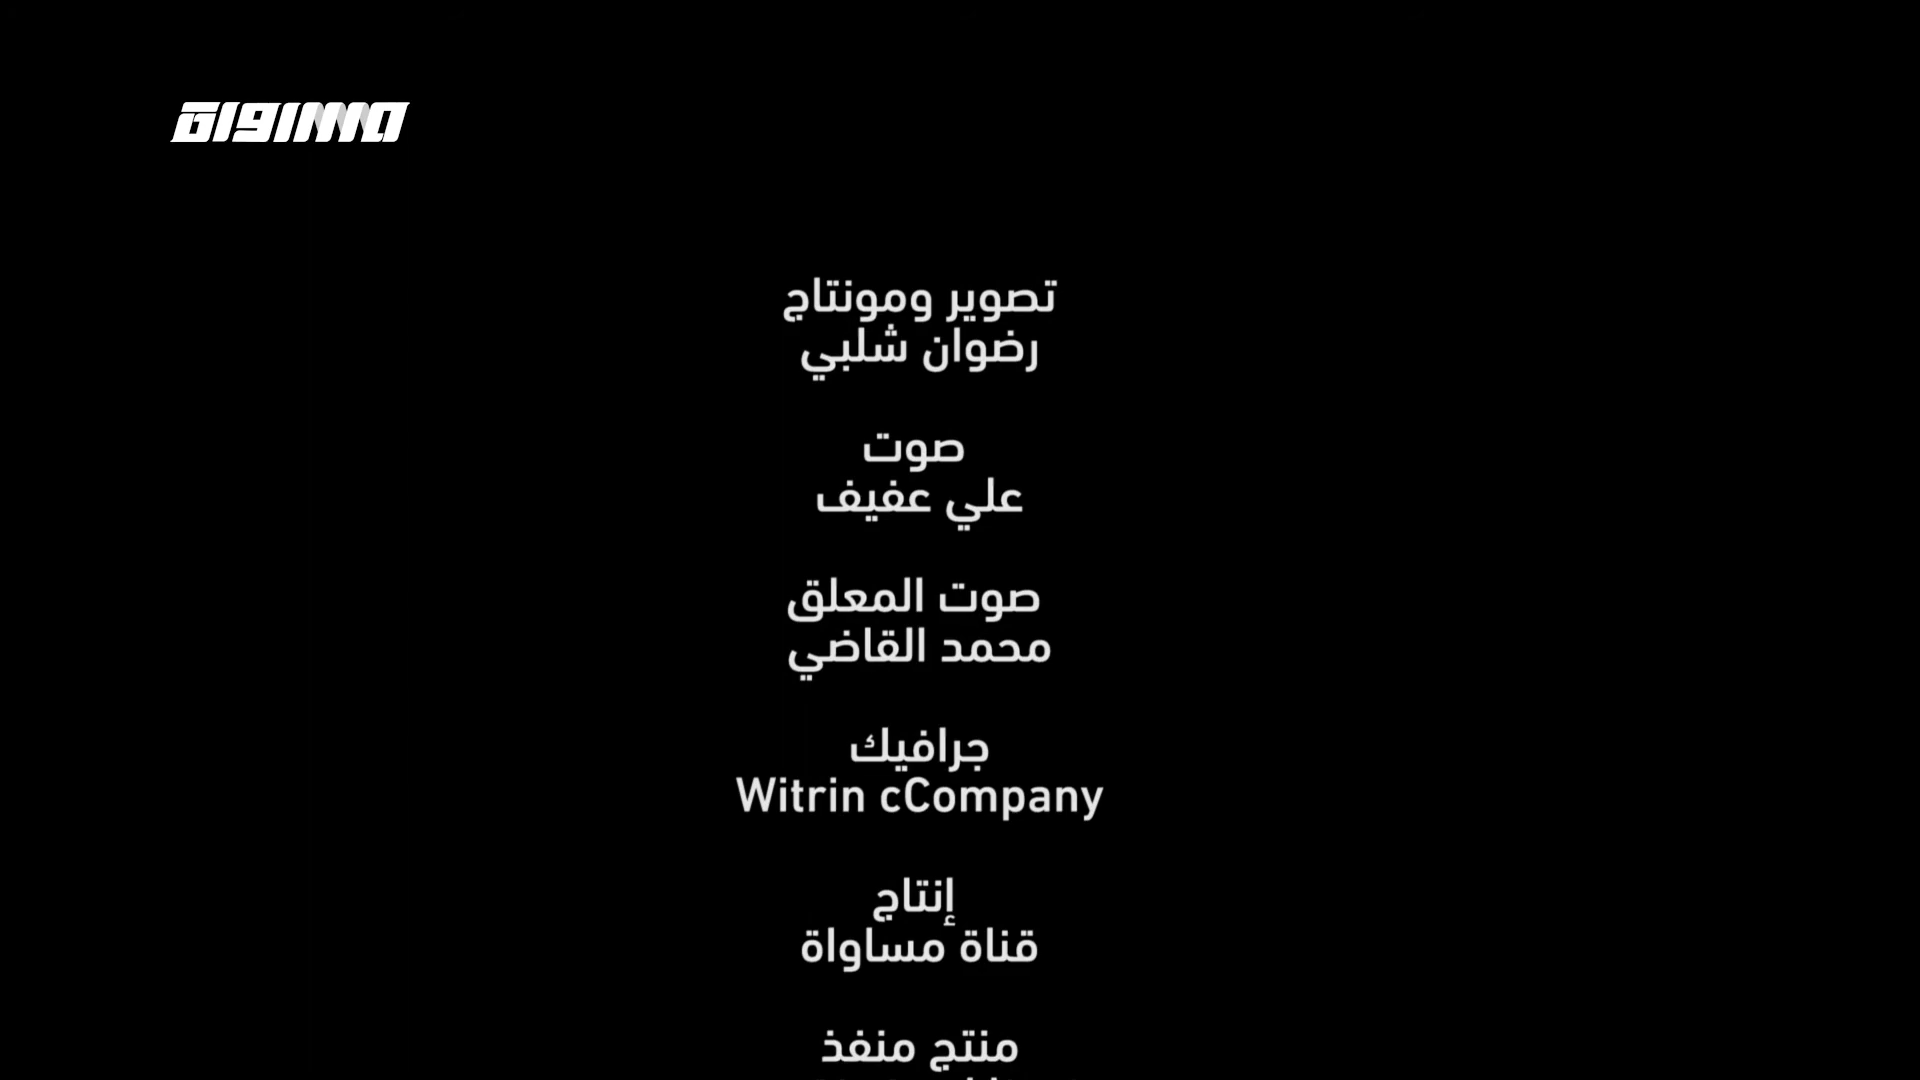 مساواة
تصوير ومونتاج
رضوان شلبي
صوت
علي عفيف
صوت المعلق
محمد القاضي
جرافيك
Witrin cCompany
إنتاج
قناة مساواة
منتج منفذ